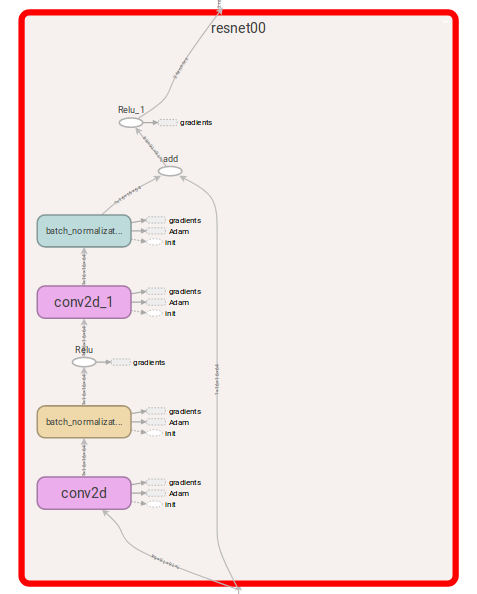 resnet00
Relu_1
gradients
add
batch_normalizat...
gradients
Adam
init
conv2d_1
gradients
Adam
init
Relu
gradients
batch_normalizat...
gradients
Adam
init
conv2d
gradients
Adam
init